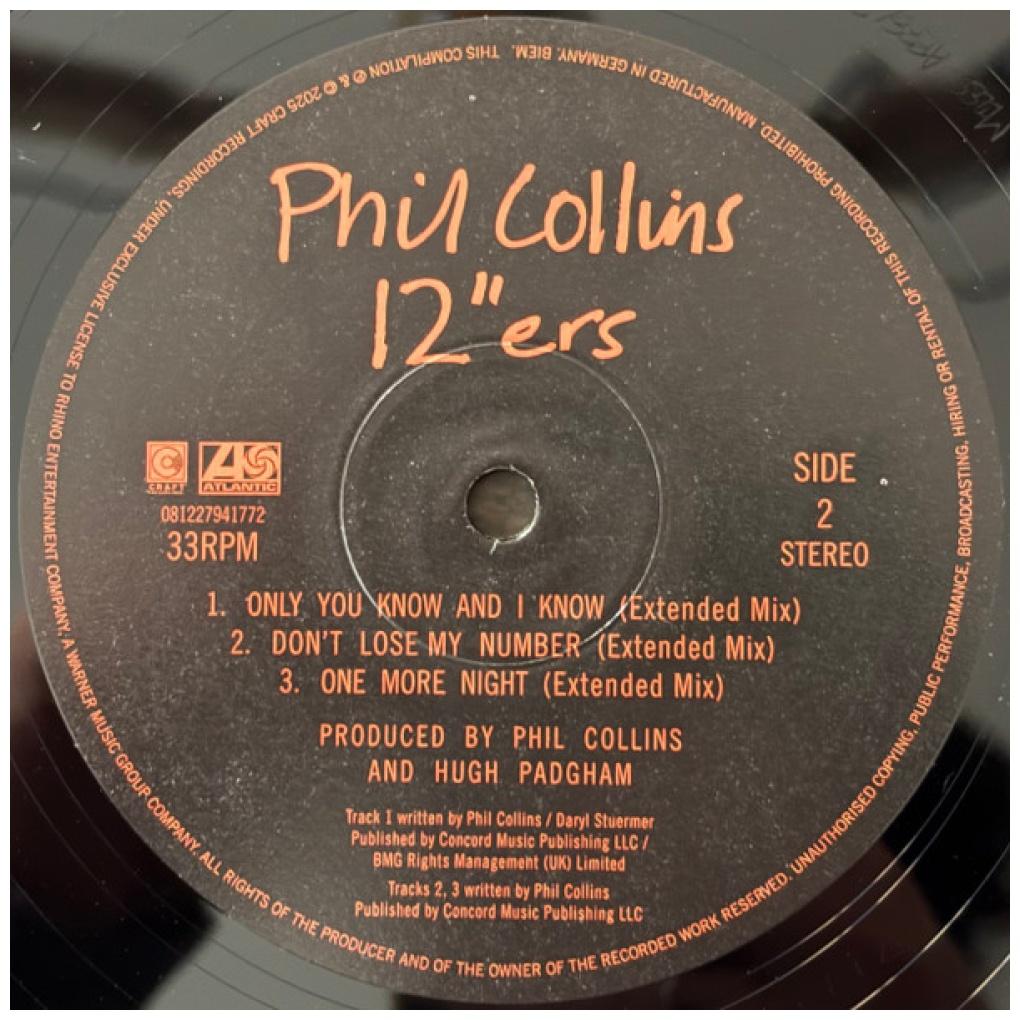 Phil Collins
12"ers
C
CRAFT
ATLANTIC
081227941772
33RPM
SIDE
2
STEREO
1. ONLY YOU KNOW AND I KNOW (Extended Mix)
2. DON'T LOSE MY NUMBER (Extended Mix)
3. ONE MORE NIGHT (Extended Mix)
PRODUCED BY PHIL COLLINS
AND HUGH PADGHAM
Track 1 written by Phil Collins / Daryl Stuermer
Published by Concord Music Publishing LLC /
BMG Rights Management (UK) Limited
Tracks 2, 3 written by Phil Collins
Published by Concord Music Publishing LLC
THIS COMPILATION ℗ & © 2025 CRAFT RECORDINGS, UNDER EXCLUSIVE LICENSE TO RHINO ENTERTAINMENT COMPANY, A WARNER MUSIC GROUP COMPANY. ALL RIGHTS OF THE PRODUCER AND OF THE OWNER OF THE RECORDED WORK RESERVED. UNAUTHORISED COPYING, PUBLIC PERFORMANCE, BROADCASTING, HIRING OR RENTAL OF THIS RECORDING PROHIBITED. MANUFACTURED IN GERMANY. BIEM.